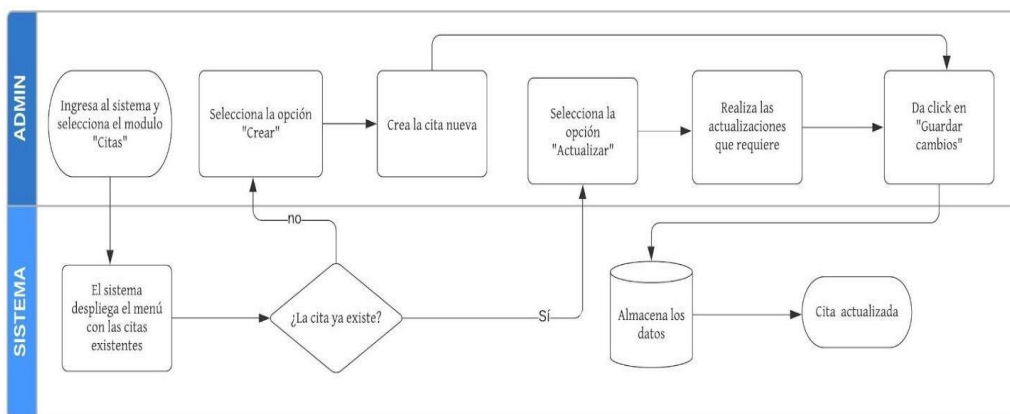 ADMIN
Ingresa al sistema y
selecciona el modulo
"Citas"
Selecciona la opción
"Crear"
Crea la cita nueva
Selecciona la
opción
"Actualizar"
Realiza las
actualizaciones
que requiere
Da click en
"Guardar
cambios"
SISTEMA
El sistema
despliega el menú
con las citas
existentes
no
¿La cita ya existe?
Sí
Almacena los
datos
Cita actualizada